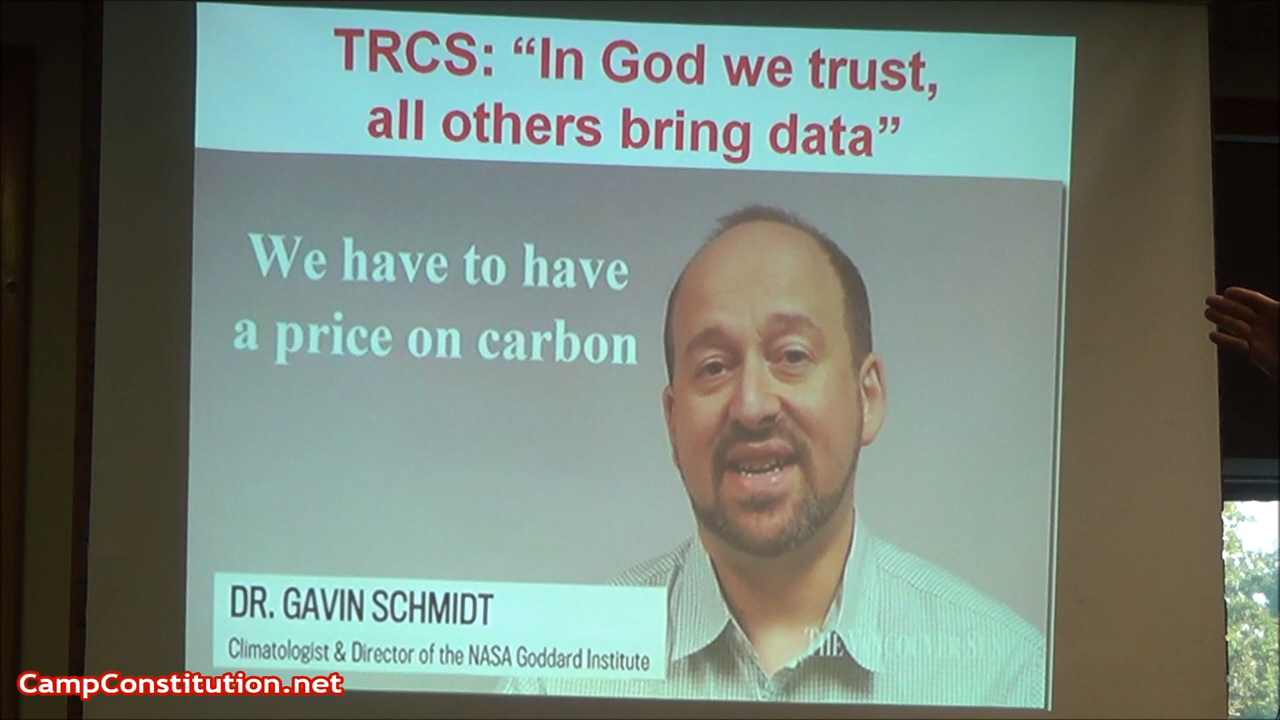 TRCS: “In God we trust,
all others bring data”
We have to have
a price on carbon
DR. GAVIN SCHMIDT
Climatologist & Director of the NASA Goddard Institute
CampConstitution.net